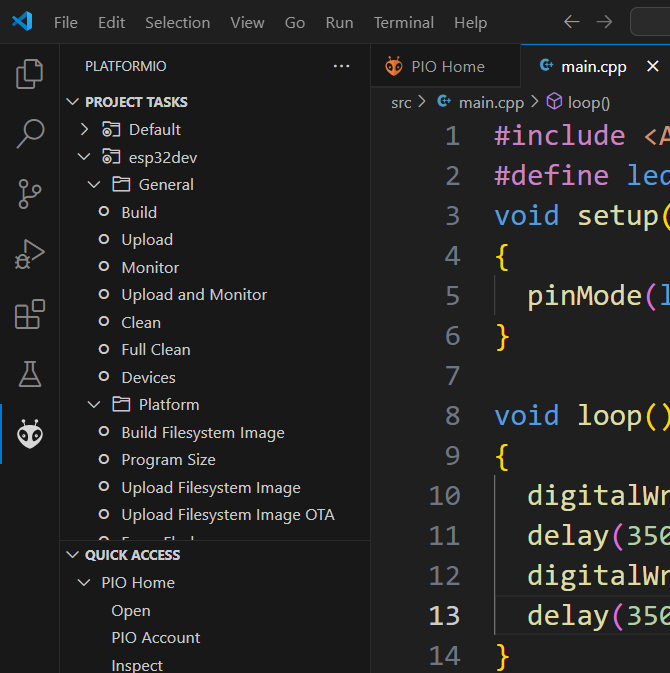 File Edit Selection View Go Run Terminal Help
PLATFORMIO ...
PROJECT TASKS
Default
esp32dev
General
Build
Upload
Monitor
Upload and Monitor
Clean
Full Clean
Devices
Platform
Build Filesystem Image
Program Size
Upload Filesystem Image
Upload Filesystem Image OTA
QUICK ACCESS
PIO Home
Open
PIO Account
Inspect
PIO Home main.cpp
src > main.cpp > loop()
1 #include <A
2 #define led
3 void setup(
4 {
5 pinMode(l
6 }
7
8 void loop()
9 {
10 digitalWr
11 delay(350
12 digitalWr
13 delay(350
14 }